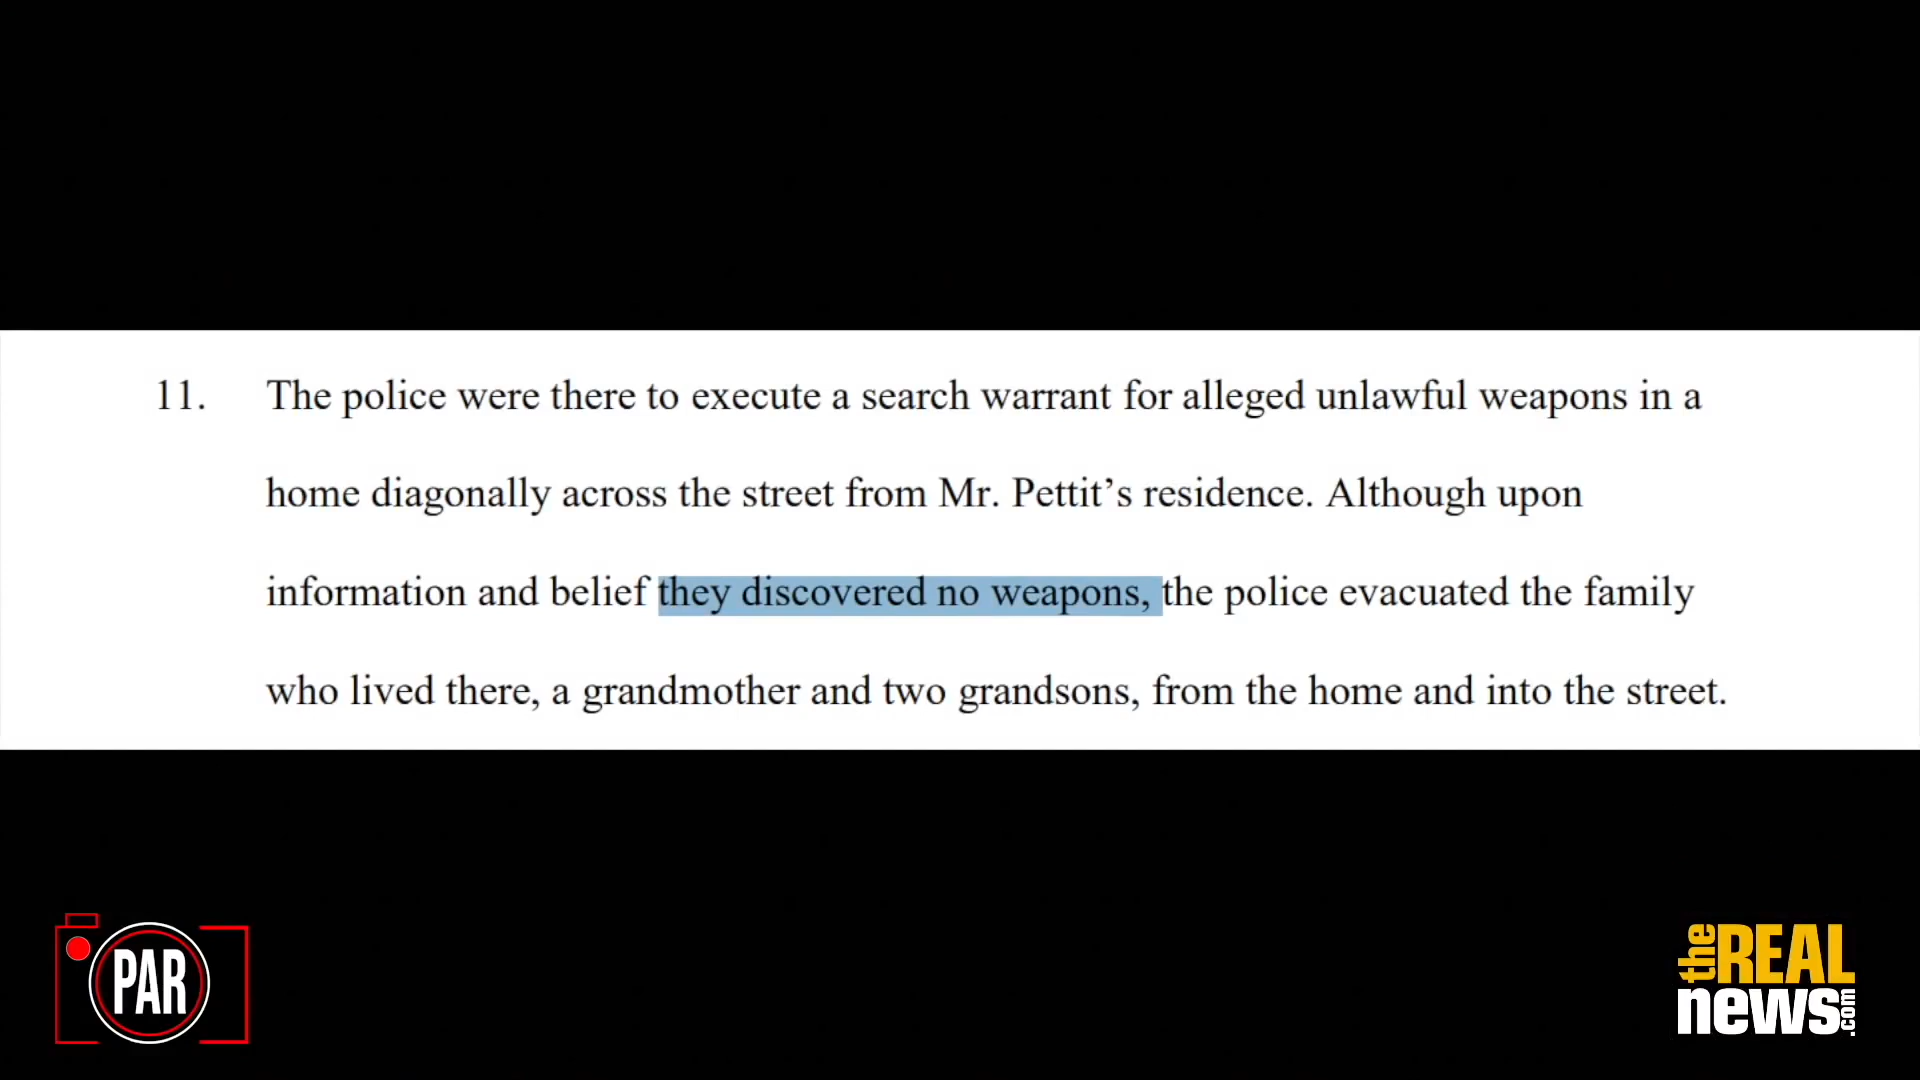 11. The police were there to execute a search warrant for alleged unlawful weapons in a
home diagonally across the street from Mr. Pettit’s residence. Although upon
information and belief they discovered no weapons, the police evacuated the family
who lived there, a grandmother and two grandsons, from the home and into the street.
PAR
the REAL
news.com